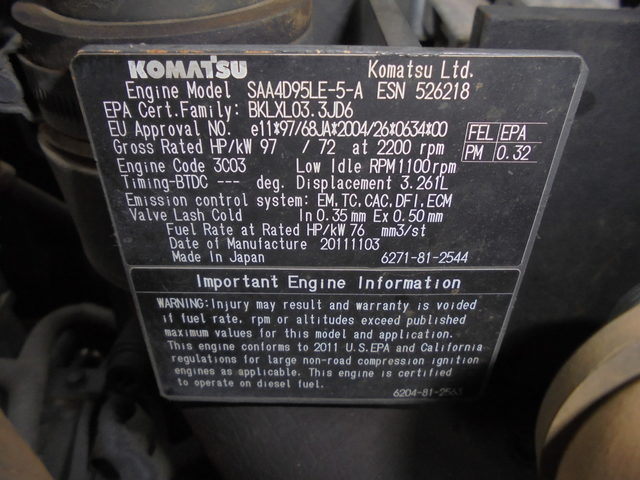 KOMATSU Komatsu Ltd.
Engine Model SAA4D95LE-5-A ESN 526218
EPA Cert.Family: BKLXL03.3JD6
EU Approval NO. e11*97/68JA*2004/26*0634*00
Gross Rated HP/kW 97 / 72 at 2200 rpm
FEL EPA
PM 0.32
Engine Code 3C03 Low Idle RPM 1100rpm
Timing-BTDC --- deg. Displacement 3.261L
Emission control system: EM,TC,CAC,DFI,ECM
Valve Lash Cold In 0.35 mm Ex 0.50 mm
Fuel Rate at Rated HP/kW 76 mm3/st
Date of Manufacture 20111103
Made In Japan 6271-81-2544
Important Engine Information
WARNING: Injury may result and warranty is voided
if fuel rate, rpm or altitudes exceed published
maximum values for this model and application.
This engine conforms to 2011 U.S.EPA and California
regulations for large non-road compression ignition
engines as applicable. This engine is certified
to operate on diesel fuel.
6204-81-2563